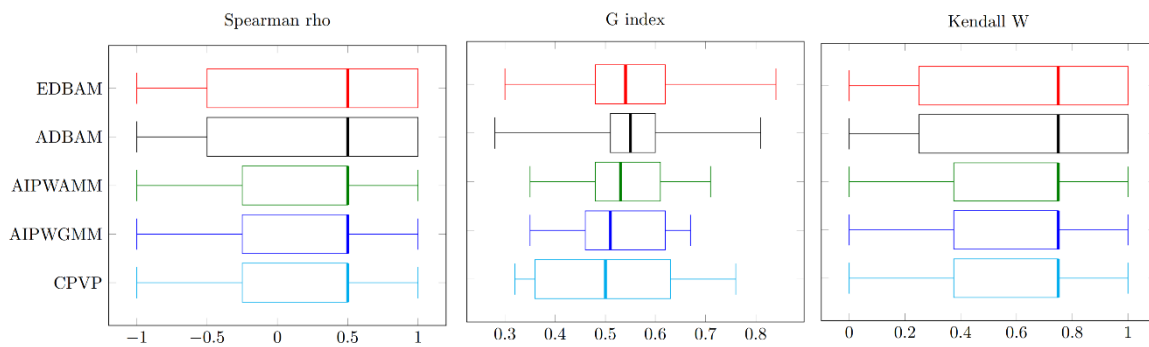 Spearman rho
G index
Kendall W
EDBAM
ADBAM
AIPWAMM
AIPWGMM
CPVP
−1 −0.5 0 0.5 1
0.3 0.4 0.5 0.6 0.7 0.8
0 0.2 0.4 0.6 0.8 1